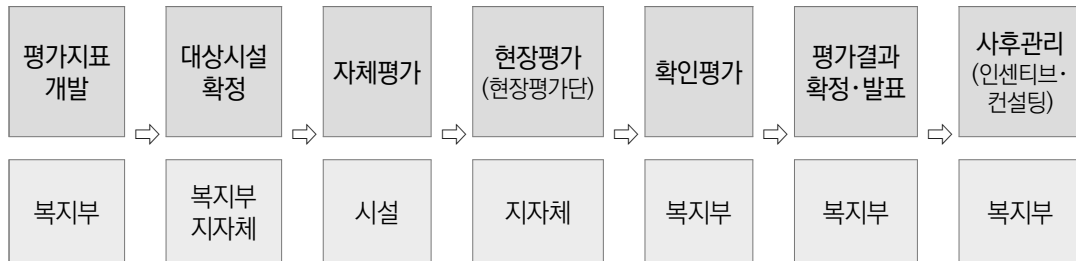 평가지표
개발
대상시설
확정
자체평가
현장평가
(현장평가단)
확인평가
평가결과
확정·발표
사후관리
(인센티브·
컨설팅)
복지부
복지부
지자체
시설
지자체
복지부
복지부
복지부